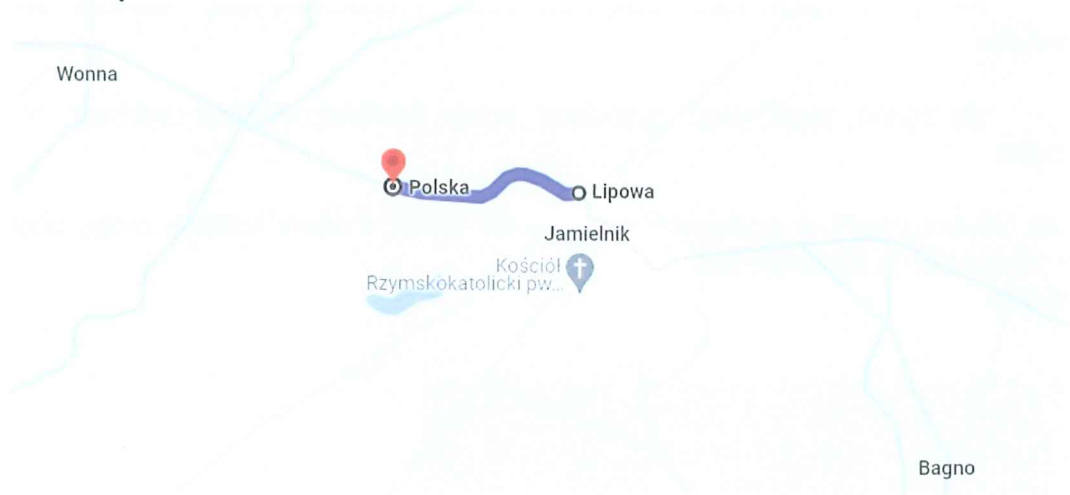 Wonna
Polska
Lipowa
Jamielnik
Kościół
Rzymskokatolicki pw...
Bagno